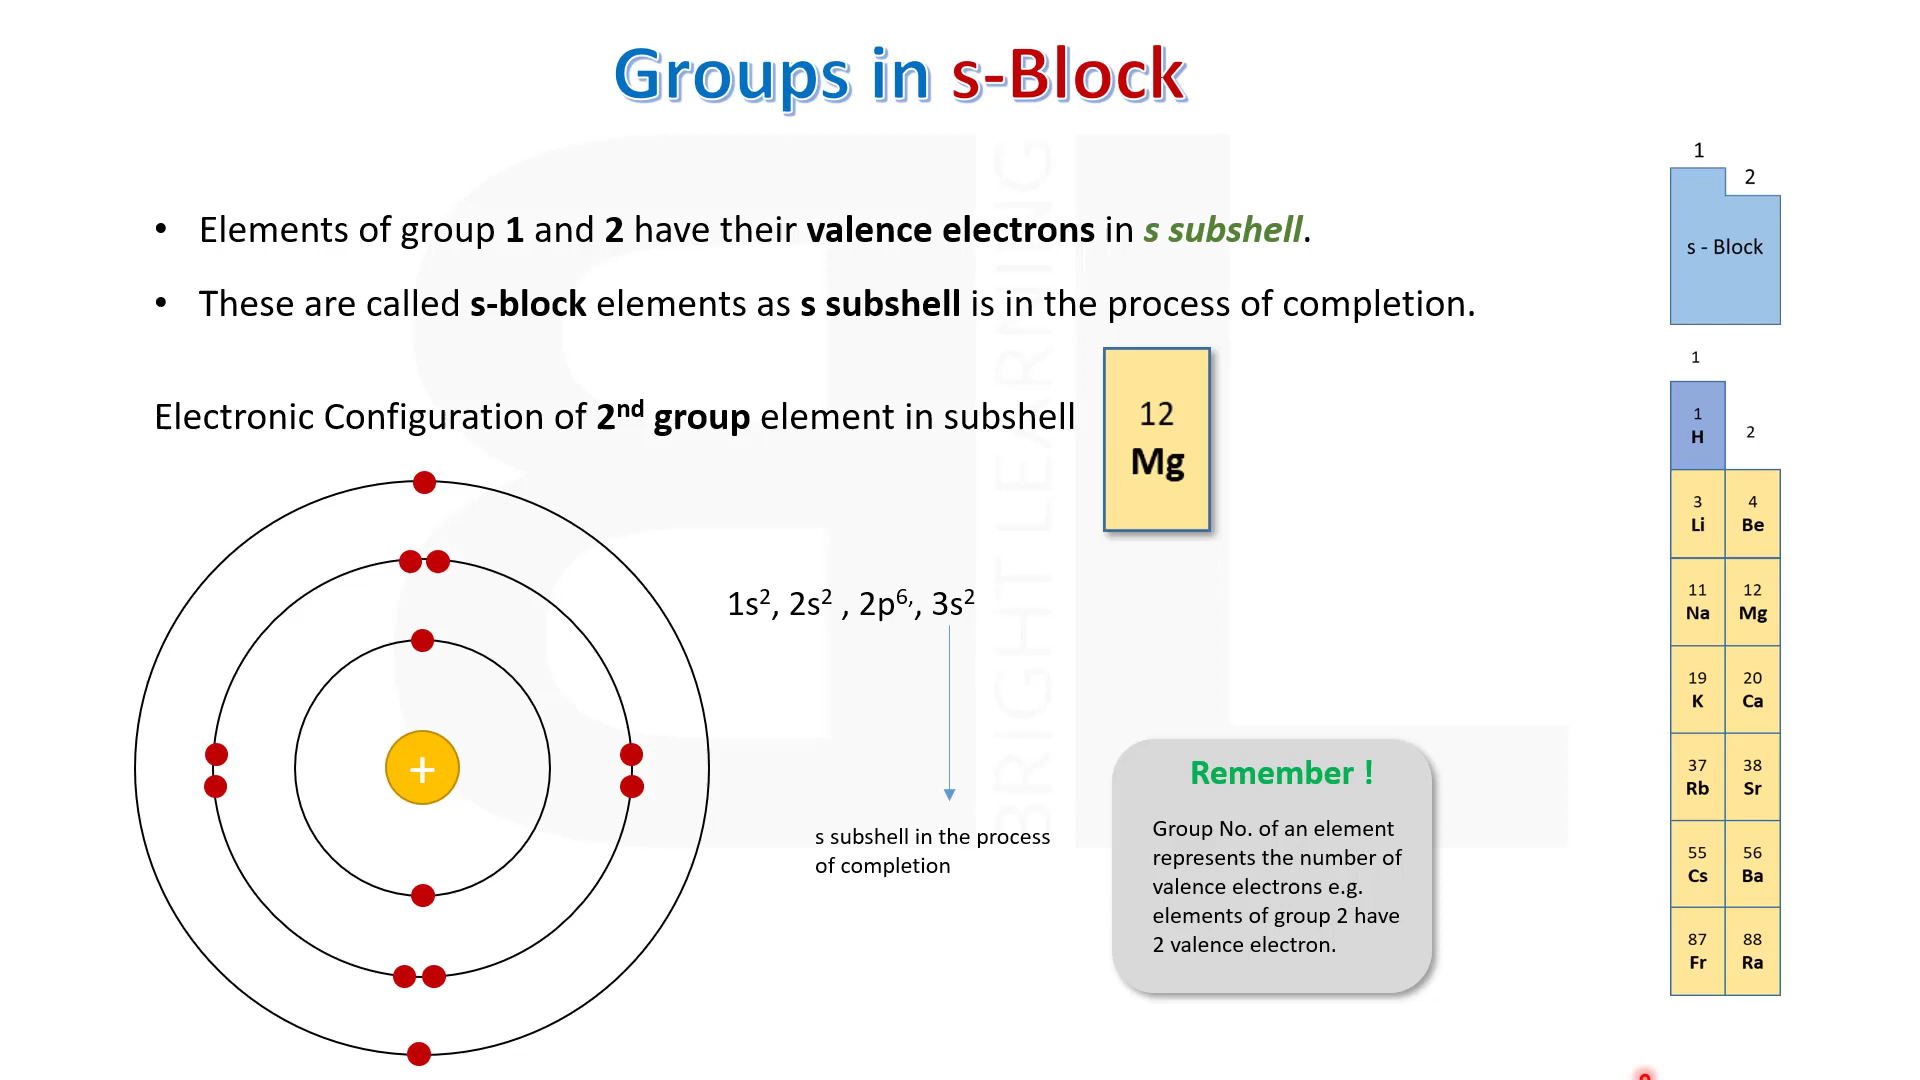 Groups in s-Block
• Elements of group 1 and 2 have their valence electrons in s subshell.
• These are called s-block elements as s subshell is in the process of completion.
Electronic Configuration of 2nd group element in subshell
12
Mg
+
1s², 2s² , 2p⁶˒, 3s²
s subshell in the process
of completion
Remember !
Group No. of an element
represents the number of
valence electrons e.g.
elements of group 2 have
2 valence electron.
1
2
s - Block
1
1
H
2
3
Li
4
Be
11
Na
12
Mg
19
K
20
Ca
37
Rb
38
Sr
55
Cs
56
Ba
87
Fr
88
Ra
BRIGHT LEARNING